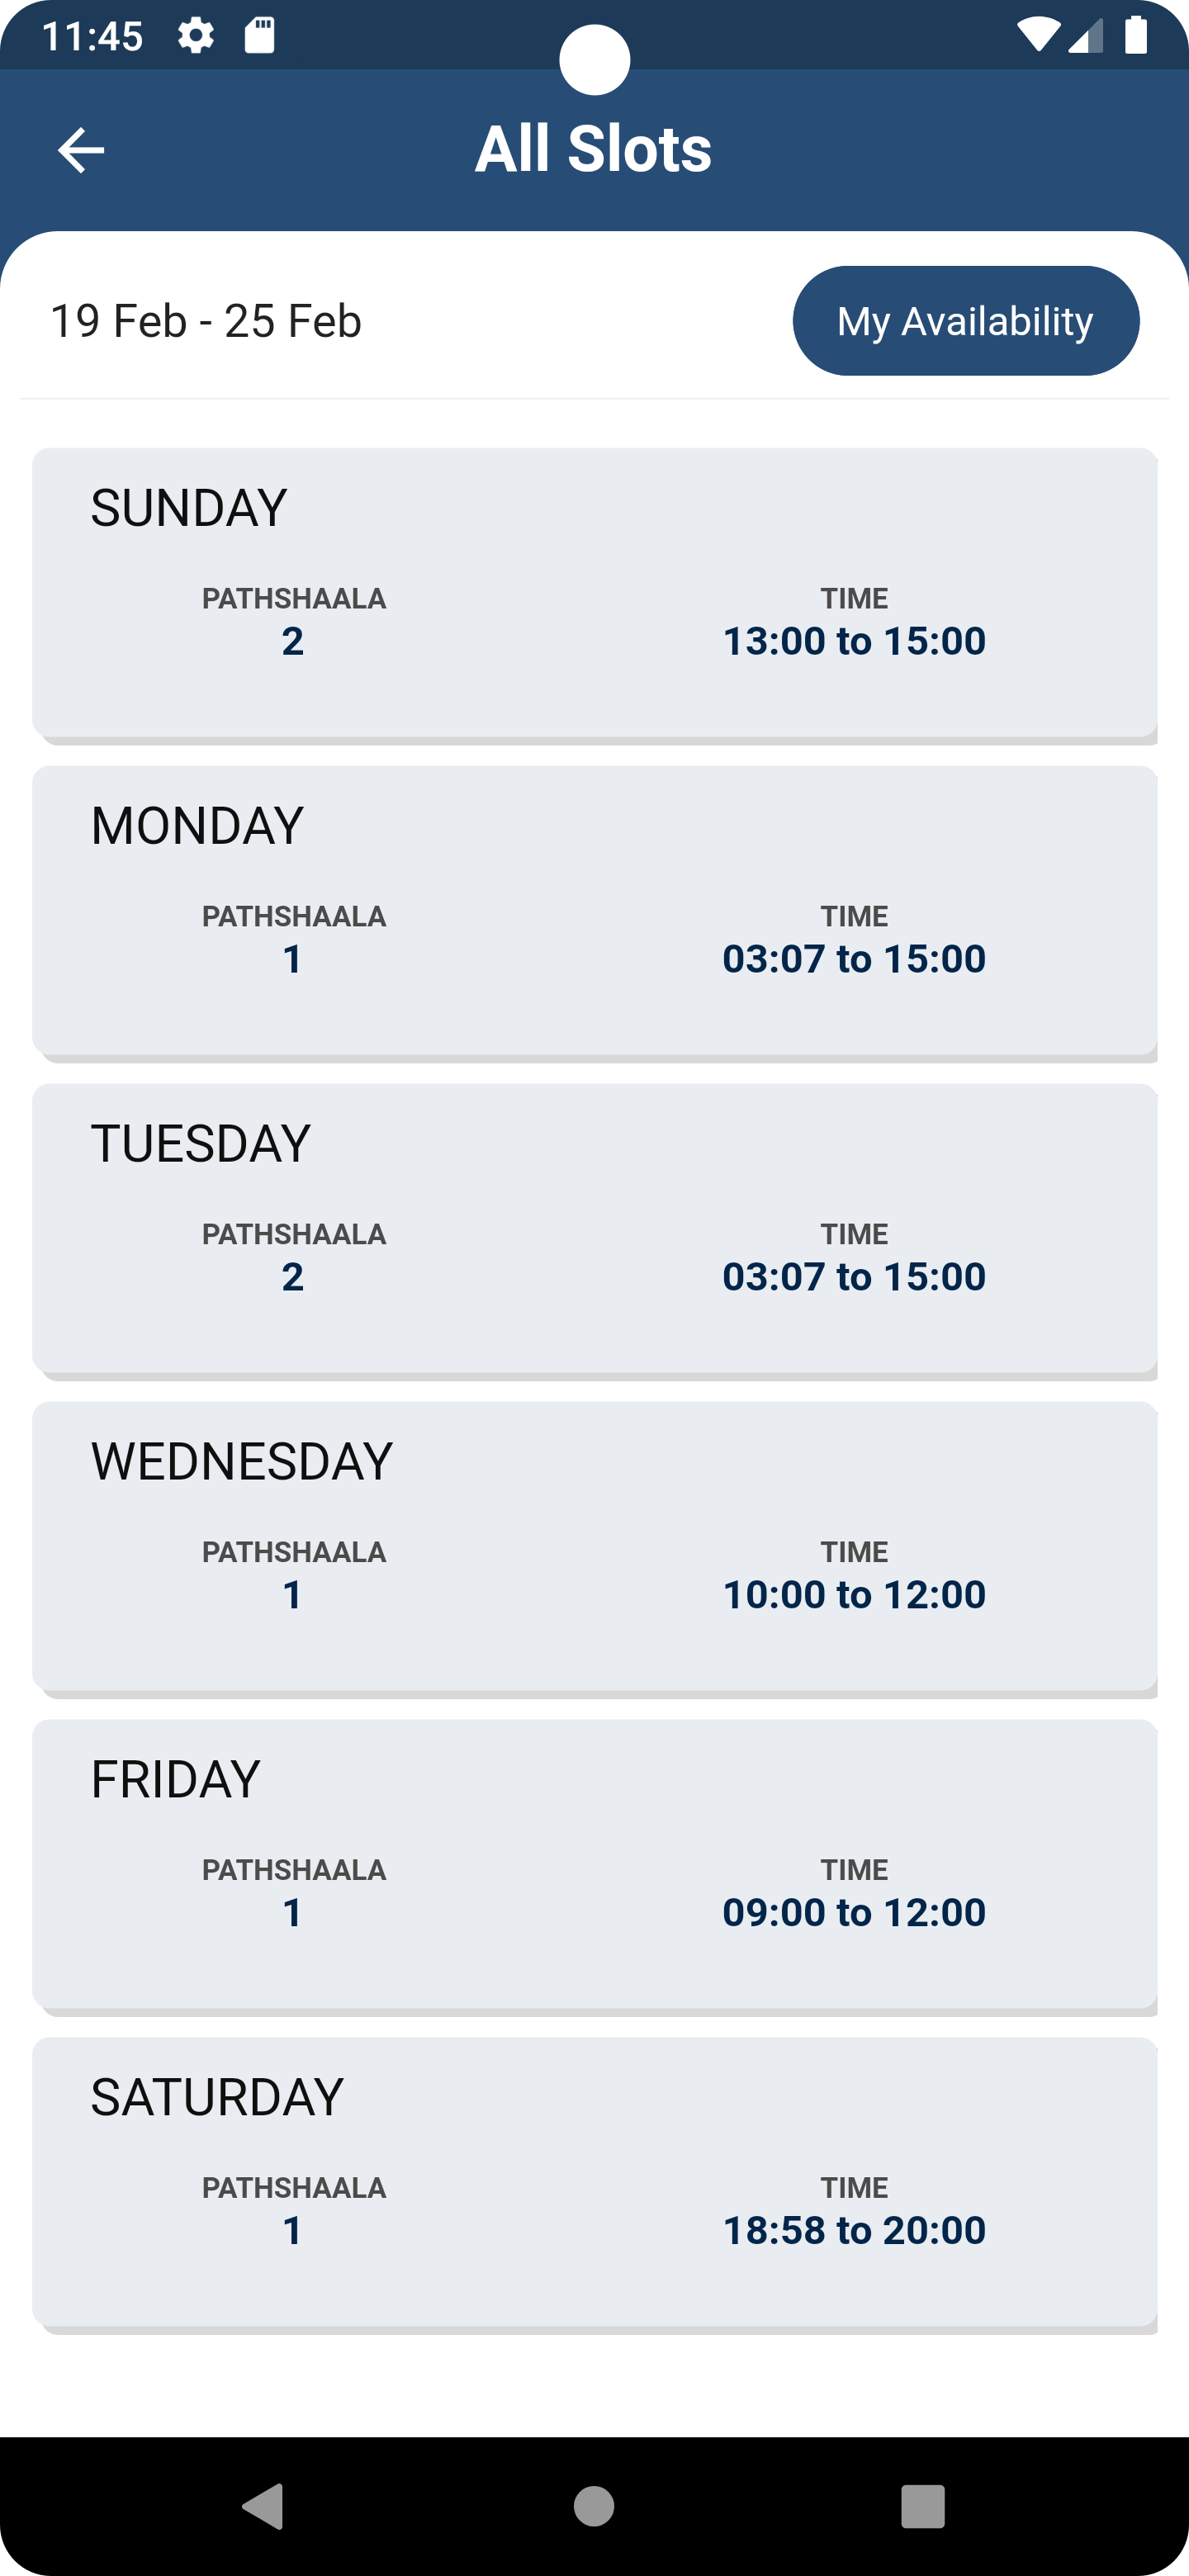 11:45
All Slots
19 Feb - 25 Feb
My Availability
SUNDAY
PATHSHAALA TIME
2 13:00 to 15:00
MONDAY
PATHSHAALA TIME
1 03:07 to 15:00
TUESDAY
PATHSHAALA TIME
2 03:07 to 15:00
WEDNESDAY
PATHSHAALA TIME
1 10:00 to 12:00
FRIDAY
PATHSHAALA TIME
1 09:00 to 12:00
SATURDAY
PATHSHAALA TIME
1 18:58 to 20:00